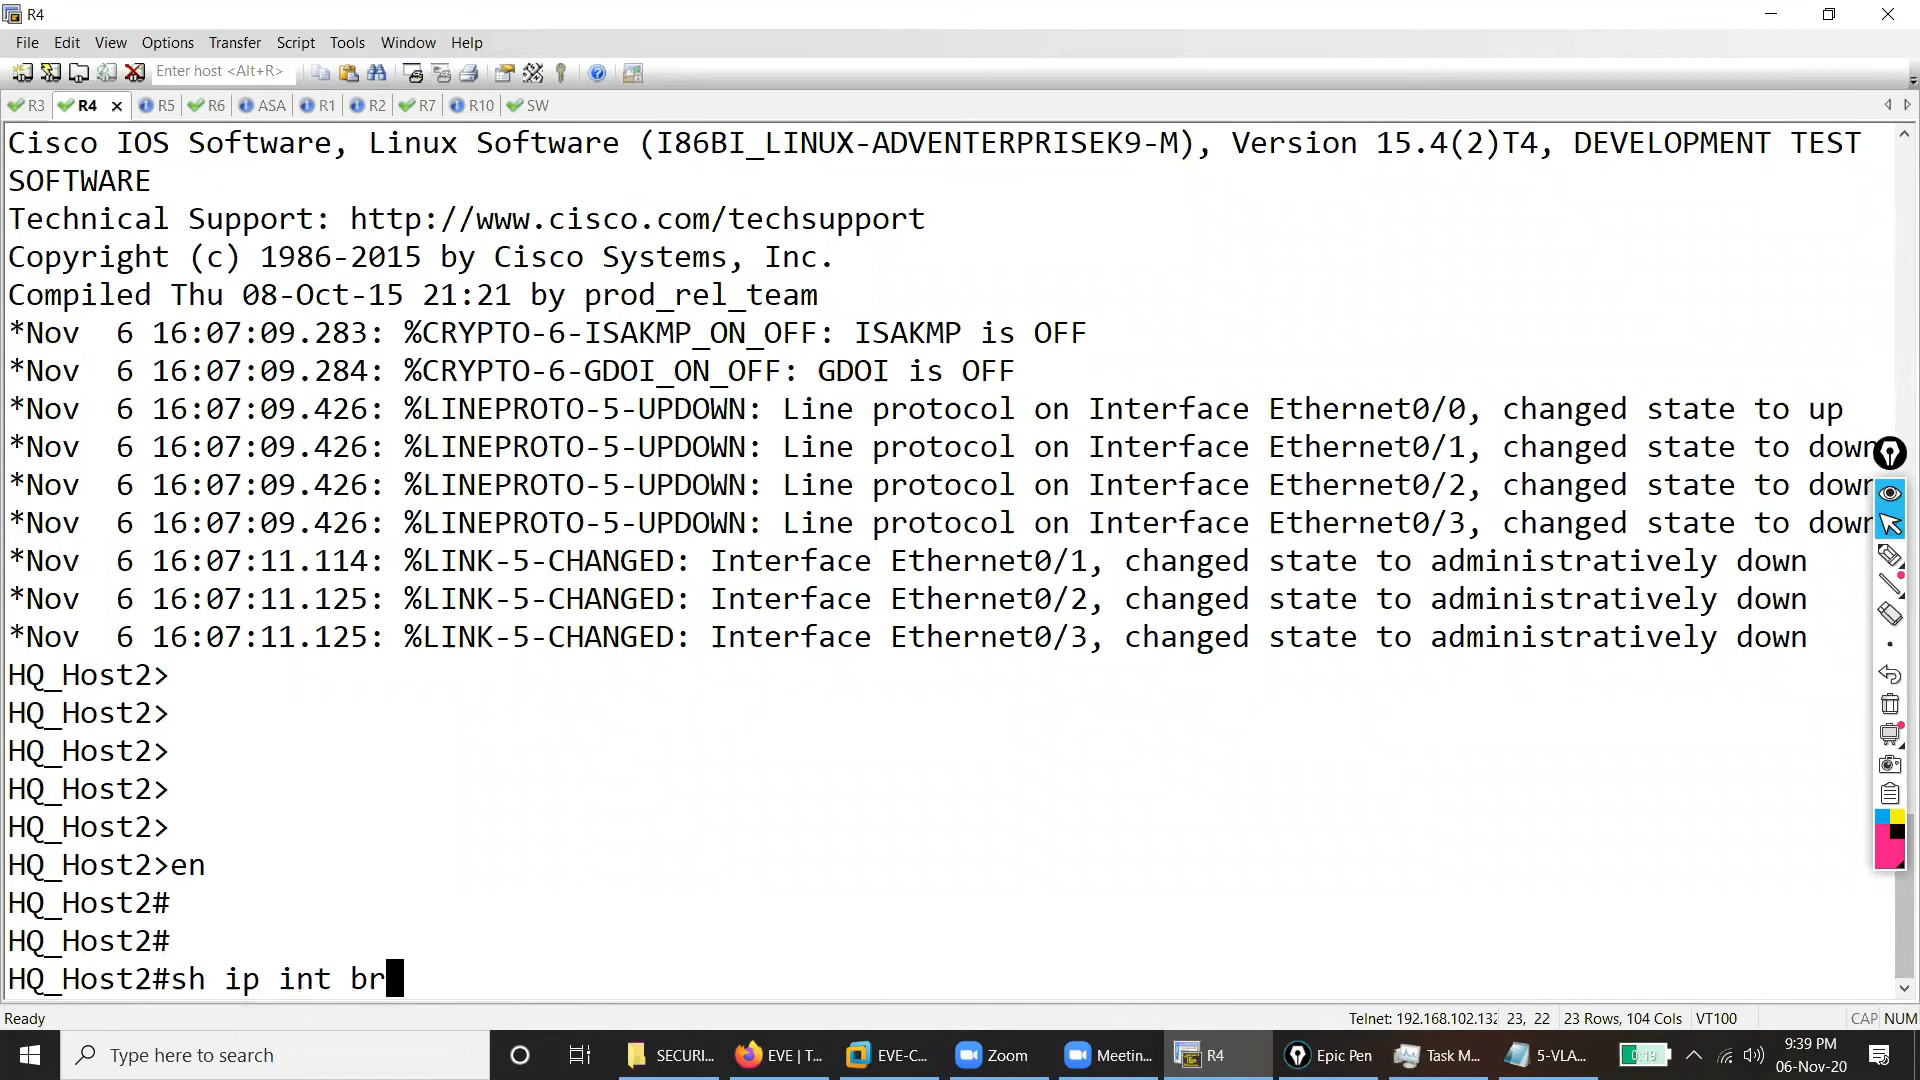 R4
File Edit View Options Transfer Script Tools Window Help
Enter host <Alt+R>
R3 R4 R5 R6 ASA R1 R2 R7 R10 SW
Cisco IOS Software, Linux Software (I86BI_LINUX-ADVENTERPRISEK9-M), Version 15.4(2)T4, DEVELOPMENT TEST
SOFTWARE
Technical Support: http://www.cisco.com/techsupport
Copyright (c) 1986-2015 by Cisco Systems, Inc.
Compiled Thu 08-Oct-15 21:21 by prod_rel_team
*Nov  6 16:07:09.283: %CRYPTO-6-ISAKMP_ON_OFF: ISAKMP is OFF
*Nov  6 16:07:09.284: %CRYPTO-6-GDOI_ON_OFF: GDOI is OFF
*Nov  6 16:07:09.426: %LINEPROTO-5-UPDOWN: Line protocol on Interface Ethernet0/0, changed state to up
*Nov  6 16:07:09.426: %LINEPROTO-5-UPDOWN: Line protocol on Interface Ethernet0/1, changed state to down
*Nov  6 16:07:09.426: %LINEPROTO-5-UPDOWN: Line protocol on Interface Ethernet0/2, changed state to down
*Nov  6 16:07:09.426: %LINEPROTO-5-UPDOWN: Line protocol on Interface Ethernet0/3, changed state to down
*Nov  6 16:07:11.114: %LINK-5-CHANGED: Interface Ethernet0/1, changed state to administratively down
*Nov  6 16:07:11.125: %LINK-5-CHANGED: Interface Ethernet0/2, changed state to administratively down
*Nov  6 16:07:11.125: %LINK-5-CHANGED: Interface Ethernet0/3, changed state to administratively down
HQ_Host2>
HQ_Host2>
HQ_Host2>
HQ_Host2>
HQ_Host2>
HQ_Host2>en
HQ_Host2#
HQ_Host2#
HQ_Host2#sh ip int br
Ready Telnet: 192.168.102.132 23, 22 23 Rows, 104 Cols VT100 CAP NUM
Type here to search SECURI... EVE | T... EVE-C... Zoom Meetin... R4 Epic Pen Task M... 5-VLA... 0:19 9:39 PM
06-Nov-20